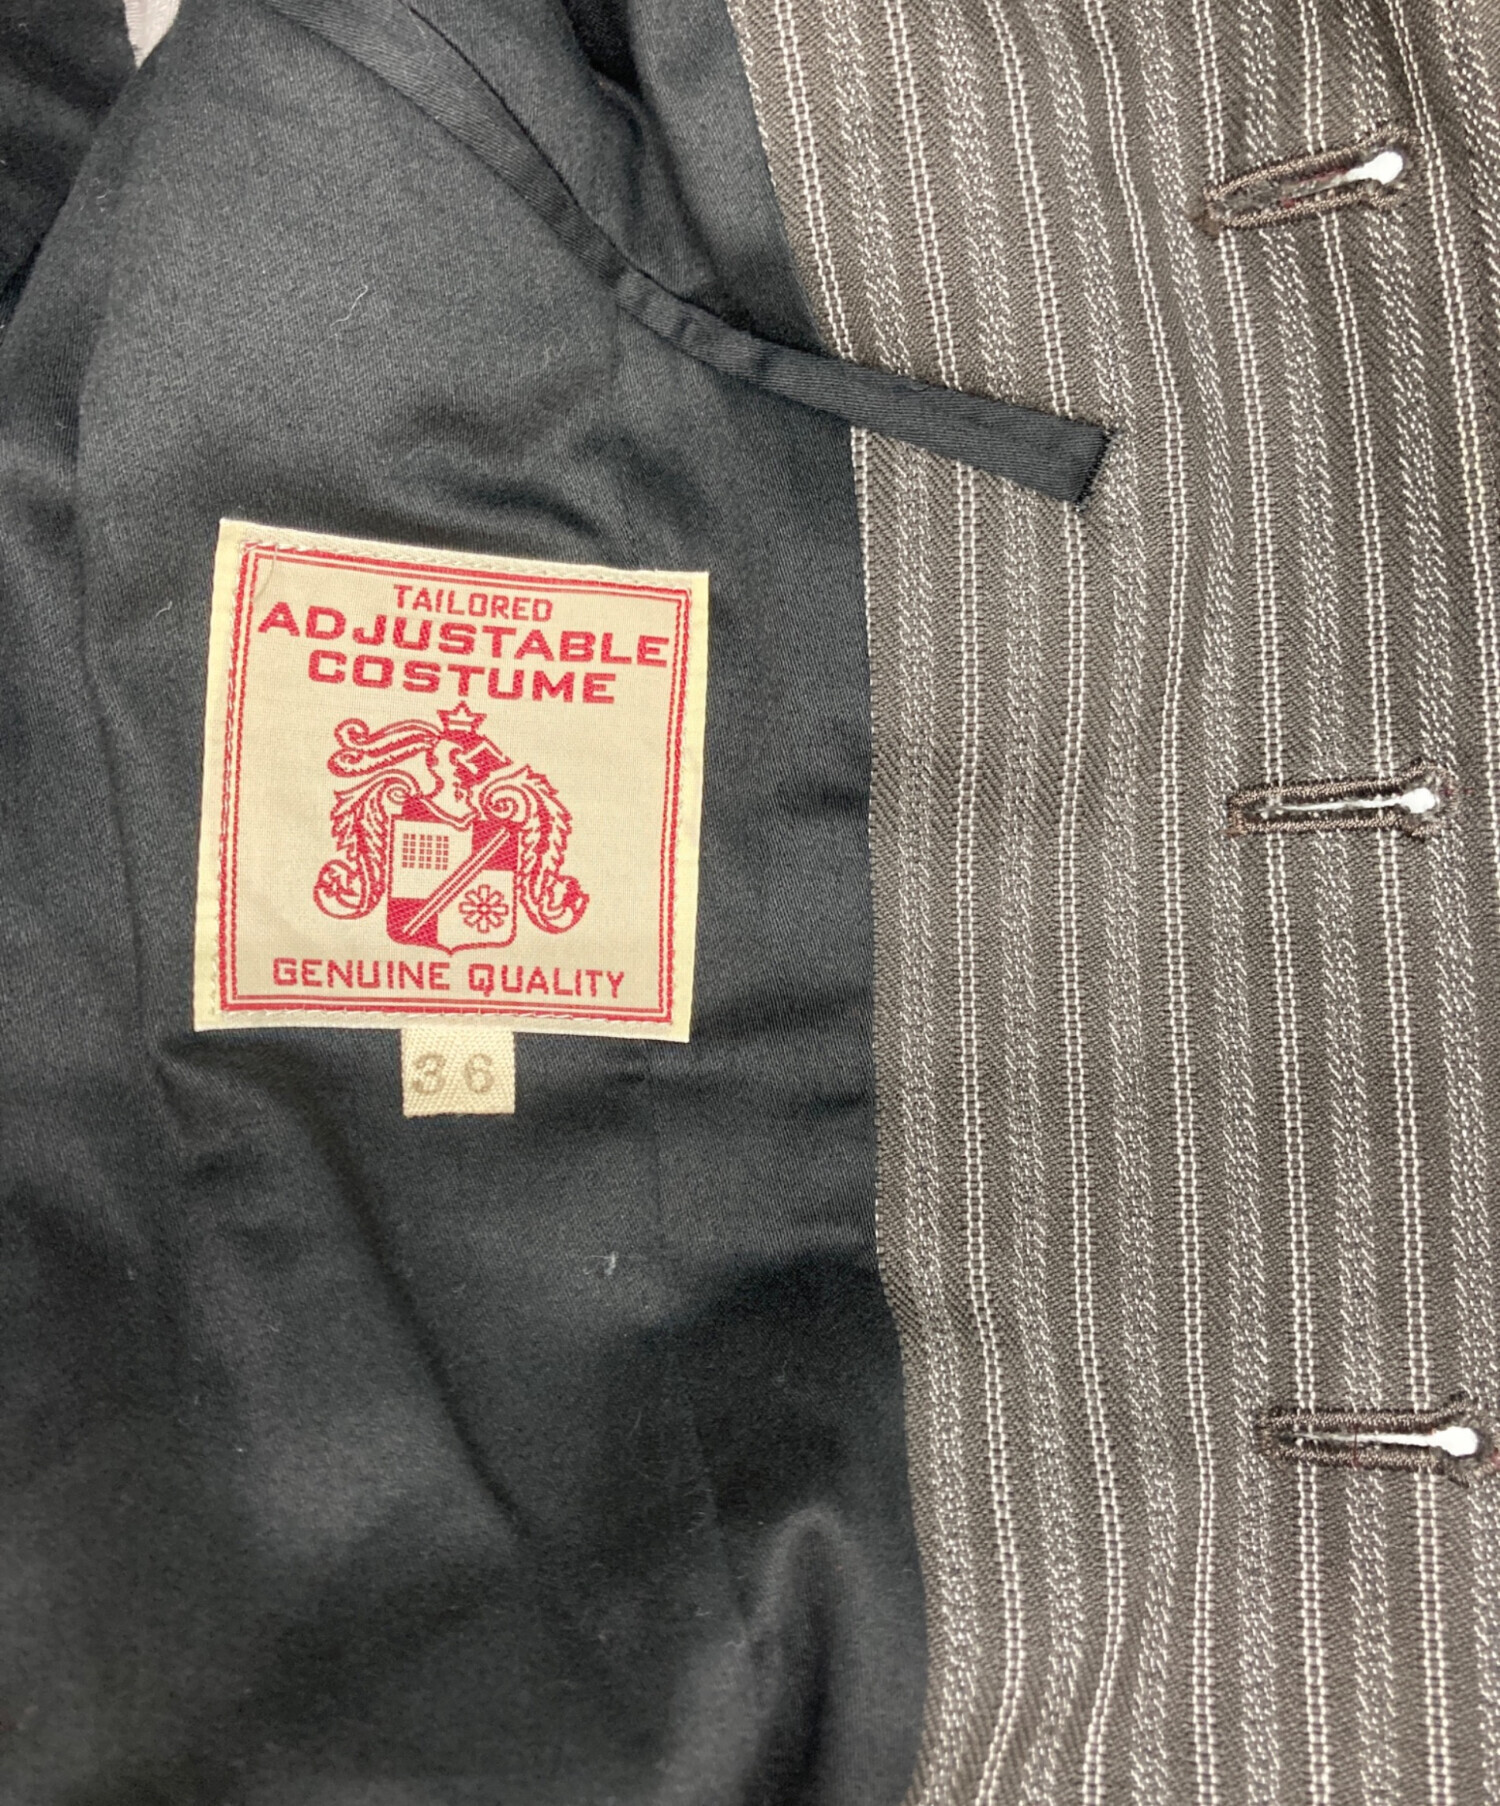 TAILORED
ADJUSTABLE
COSTUME
GENUINE QUALITY
36